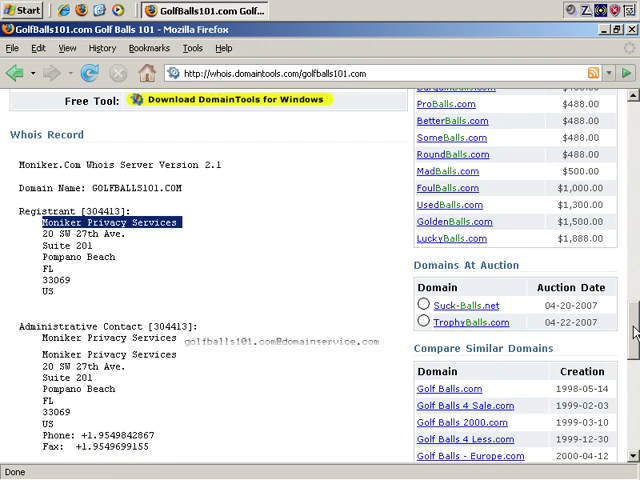 Start
GolfBalls101.com Golf...
GolfBalls101.com Golf Balls 101 - Mozilla Firefox
File Edit View History Bookmarks Tools Help
http://whois.domaintools.com/golfballs101.com
Free Tool: Download DomainTools for Windows
Whois Record
Moniker.Com Whois Server Version 2.1
Domain Name: GOLFBALLS101.COM
Registrant [304413]:
Moniker Privacy Services
20 SW 27th Ave.
Suite 201
Pompano Beach
FL
33069
US
Administrative Contact [304413]:
Moniker Privacy Services golfballs101.com@domainservice.com
Moniker Privacy Services
20 SW 27th Ave.
Suite 201
Pompano Beach
FL
33069
US
Phone: +1.9549842867
Fax: +1.9549699155
ProBalls.com $488.00
BetterBalls.com $488.00
SomeBalls.com $488.00
RoundBalls.com $488.00
MadBalls.com $500.00
FoulBalls.com $1,000.00
UsedBalls.com $1,000.00
GoldenBalls.com $1,500.00
LuckyBalls.com $1,888.00
Domains At Auction
Domain Auction Date
Suck-Balls.net 04-20-2007
TrophyBalls.com 04-22-2007
Compare Similar Domains
Domain Creation
Golf Balls.com 1998-05-14
Golf Balls 4 Sale.com 1999-02-03
Golf Balls 2000.com 1999-03-10
Golf Balls 4 Less.com 1999-12-30
Golf Balls - Europe.com 2000-04-12
Done